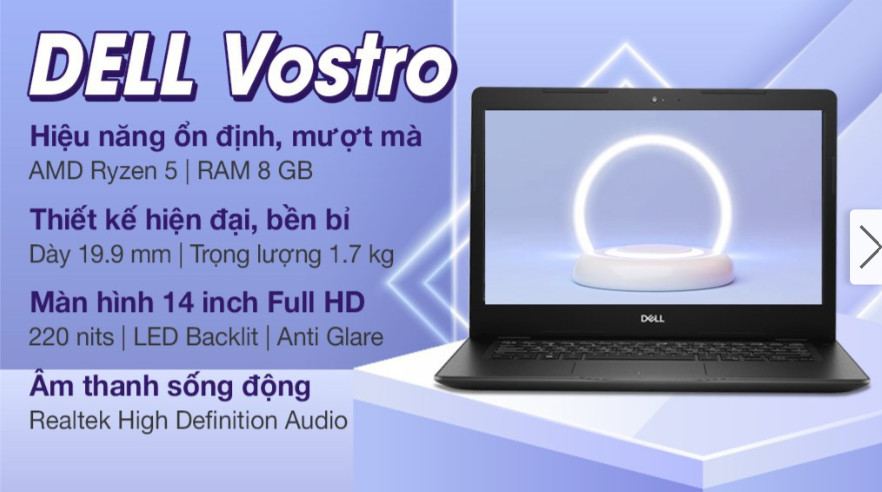 DELL Vostro
Hiệu năng ổn định, mượt mà
AMD Ryzen 5 | RAM 8 GB
Thiết kế hiện đại, bền bỉ
Dày 19.9 mm | Trọng lượng 1.7 kg
Màn hình 14 inch Full HD
220 nits | LED Backlit | Anti Glare
Âm thanh sống động
Realtek High Definition Audio
DELL